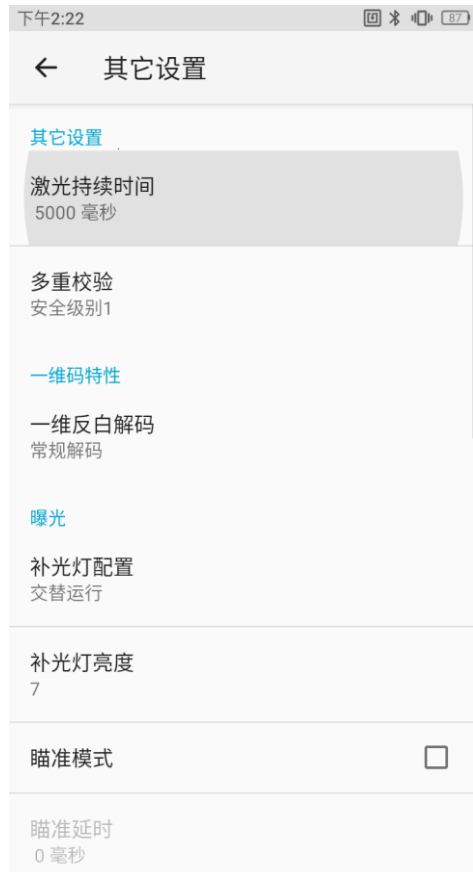 下午2:22 87
其它设置
其它设置
激光持续时间
5000 毫秒
多重校验
安全级别1
一维码特性
一维反白解码
常规解码
曝光
补光灯配置
交替运行
补光灯亮度
7
瞄准模式
瞄准延时
0 毫秒